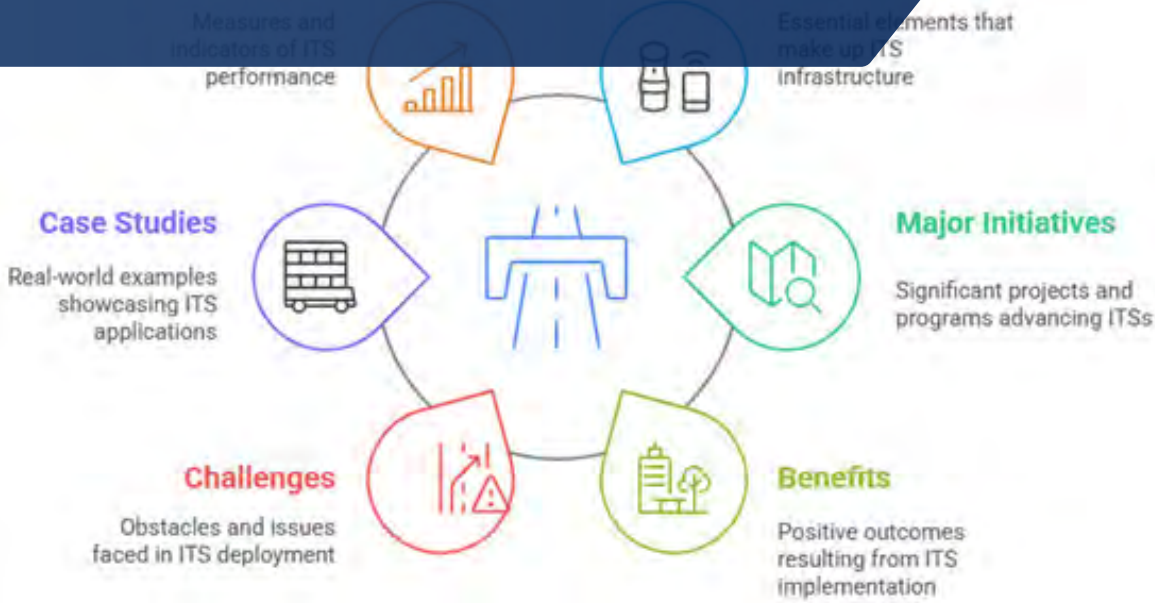 Measures and
indicators of ITS
performance
Essential elements that
make up ITS
infrastructure
Case Studies
Real-world examples
showcasing ITS
applications
Major Initiatives
Significant projects and
programs advancing ITSs
Challenges
Obstacles and issues
faced in ITS deployment
Benefits
Positive outcomes
resulting from ITS
implementation